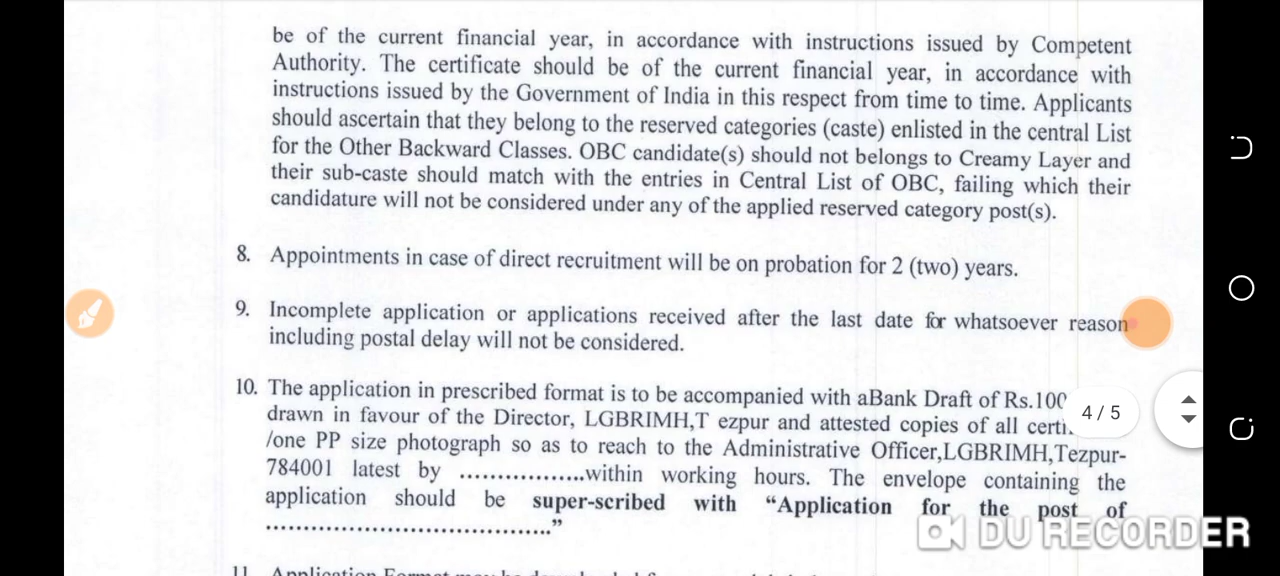 be of the current financial year, in accordance with instructions issued by Competent
Authority. The certificate should be of the current financial year, in accordance with
instructions issued by the Government of India in this respect from time to time. Applicants
should ascertain that they belong to the reserved categories (caste) enlisted in the central List
for the Other Backward Classes. OBC candidate(s) should not belongs to Creamy Layer and
their sub-caste should match with the entries in Central List of OBC, failing which their
candidature will not be considered under any of the applied reserved category post(s).
8. Appointments in case of direct recruitment will be on probation for 2 (two) years.
9. Incomplete application or applications received after the last date for whatsoever reason
including postal delay will not be considered.
10. The application in prescribed format is to be accompanied with aBank Draft of Rs.100
drawn in favour of the Director, LGBRIMH,T ezpur and attested copies of all certi
/one PP size photograph so as to reach to the Administrative Officer,LGBRIMH,Tezpur-
784001 latest by .................within working hours. The envelope containing the
application should be super-scribed with “Application for the post of
......................................”
4 / 5
DU RECORDER
11. Application Format may be downloaded f